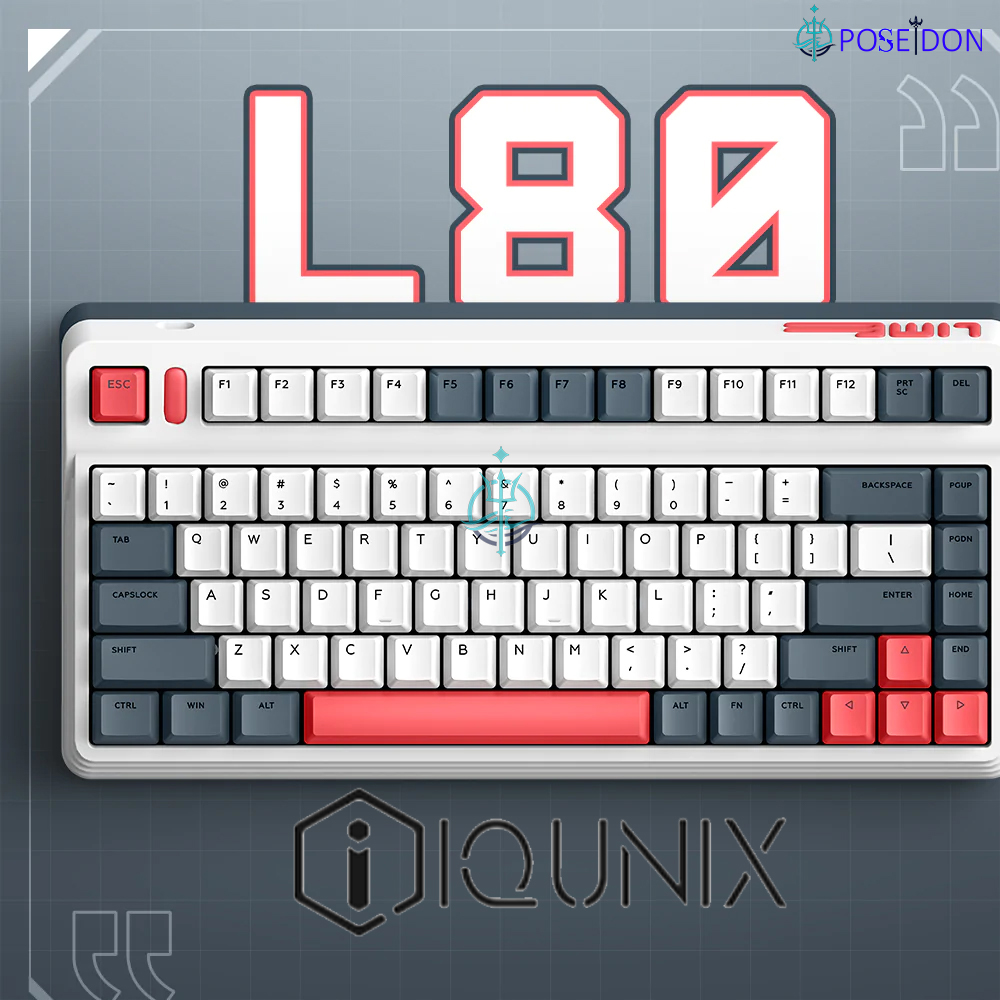 POSEIDON
L80
ESC F1 F2 F3 F4 F5 F6 F7 F8 F9 F10 F11 F12 PRT SC DEL
~ ! @ # $ % ^ & * ( ) _ + BACKSPACE PGUP
` 1 2 3 4 5 6 7 8 9 0 - =
TAB Q W E R T Y U I O P { } | PGDN
[ ] \
CAPSLOCK A S D F G H J K L : " ENTER HOME
; ,
SHIFT Z X C V B N M < > ? SHIFT END
, . /
CTRL WIN ALT ALT FN CTRL
IQUNIX